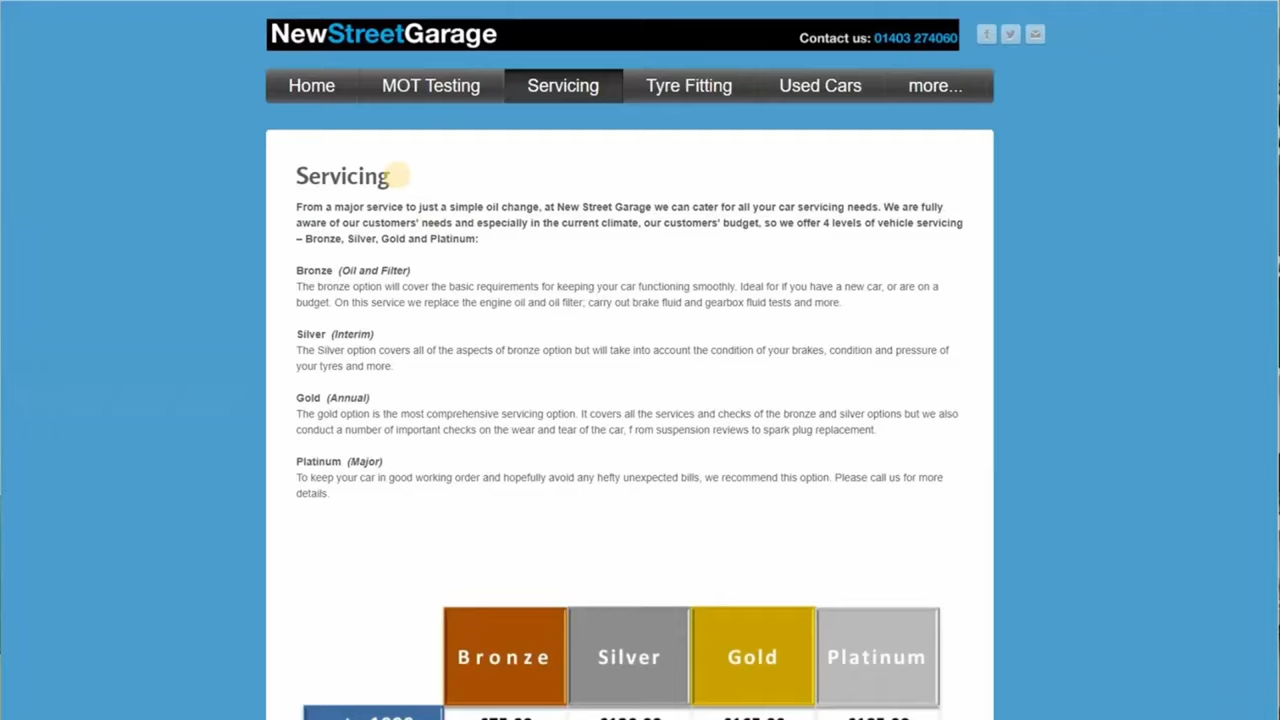 NewStreetGarage
Contact us: 01403 274060
Home MOT Testing Servicing Tyre Fitting Used Cars more...
Servicing
From a major service to just a simple oil change, at New Street Garage we can cater for all your car servicing needs. We are fully
aware of our customers' needs and especially in the current climate, our customers' budget, so we offer 4 levels of vehicle servicing
– Bronze, Silver, Gold and Platinum:
Bronze (Oil and Filter)
The bronze option will cover the basic requirements for keeping your car functioning smoothly. Ideal for if you have a new car, or are on a
budget. On this service we replace the engine oil and oil filter; carry out brake fluid and gearbox fluid tests and more.
Silver (Interim)
The Silver option covers all of the aspects of bronze option but will take into account the condition of your brakes, condition and pressure of
your tyres and more.
Gold (Annual)
The gold option is the most comprehensive servicing option. It covers all the services and checks of the bronze and silver options but we also
conduct a number of important checks on the wear and tear of the car, f rom suspension reviews to spark plug replacement.
Platinum (Major)
To keep your car in good working order and hopefully avoid any hefty unexpected bills, we recommend this option. Please call us for more
details.
Bronze Silver Gold Platinum